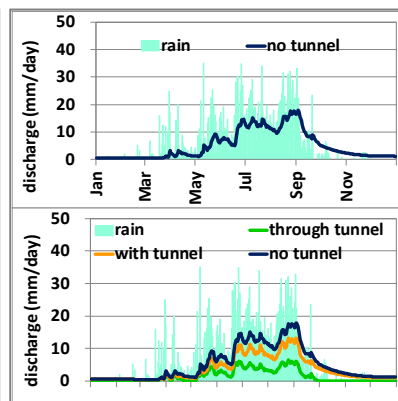 discharge (mm/day)
50
40
30
20
10
0
rain
no tunnel
Jan
Mar
May
Jul
Sep
Nov
discharge (mm/day)
50
40
30
20
10
0
rain
through tunnel
with tunnel
no tunnel